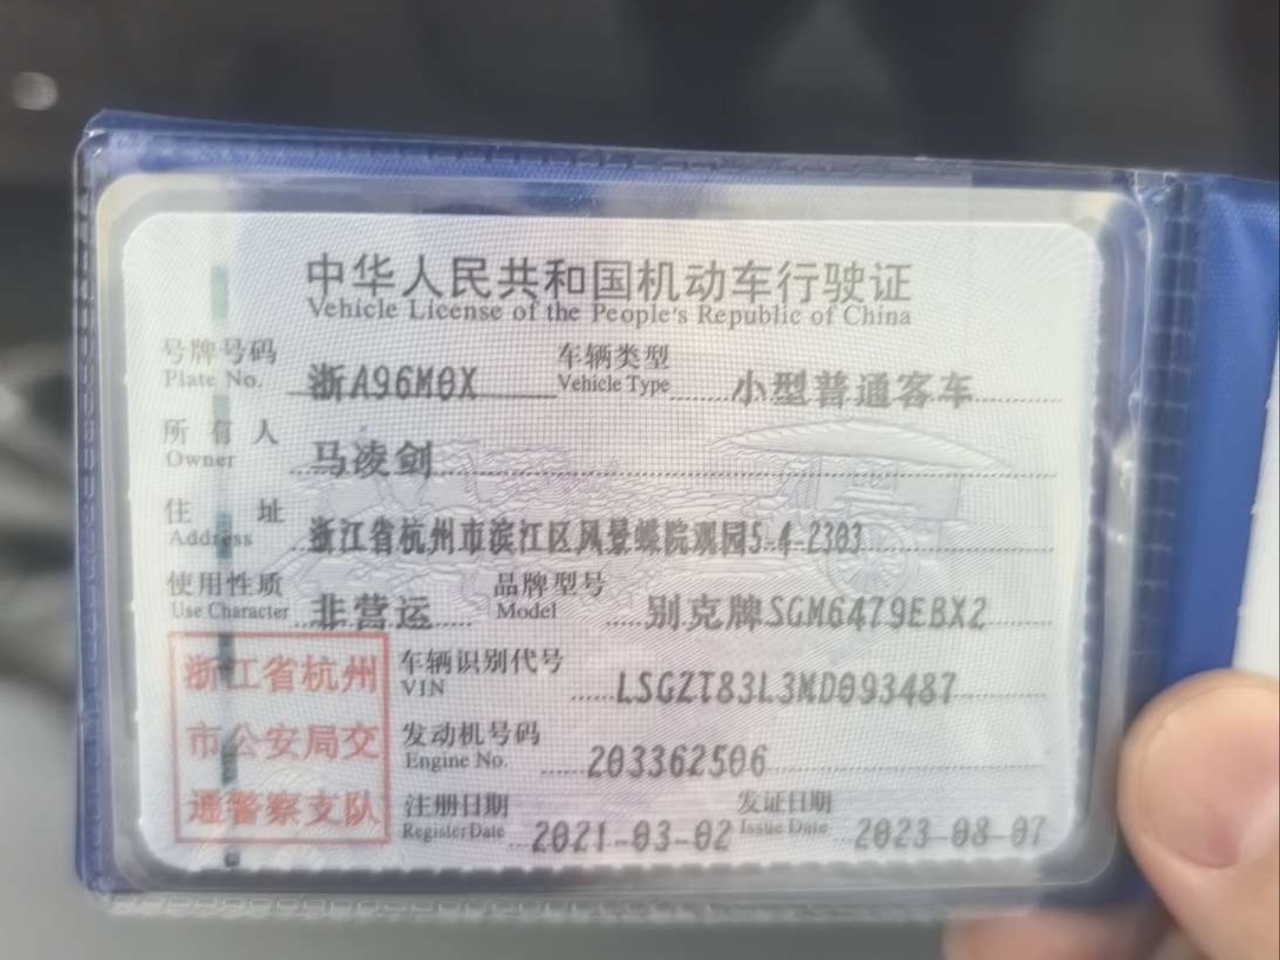 中华人民共和国机动车行驶证
Vehicle License of the People's Republic of China
号牌号码 浙A96M0X 车辆类型 小型普通客车
Plate No. Vehicle Type
所有人 马凌剑
Owner
住址 浙江省杭州市滨江区风景蝶院观园5-4-2303
Address
使用性质 非营运 品牌型号 别克牌SGM6479EBX2
Use Character Model
浙江省杭州
市公安局交
通警察支队
车辆识别代号 LSGZT83L3MD093487
VIN
发动机号码 203362506
Engine No.
注册日期 2021-03-02 发证日期 2023-08-07
Register Date Issue Date